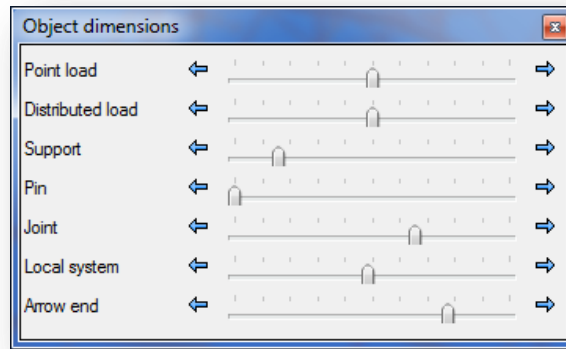 Object dimensions
Point load
Distributed load
Support
Pin
Joint
Local system
Arrow end